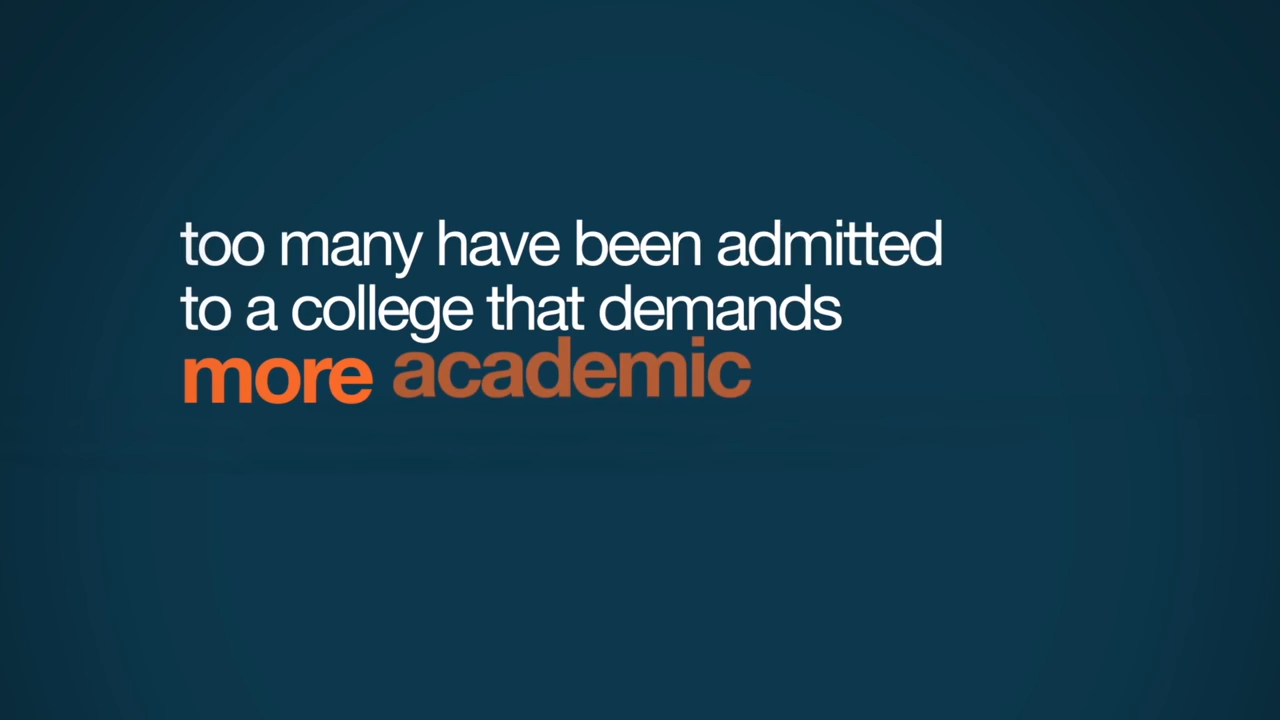 too many have been admitted
to a college that demands
more academic